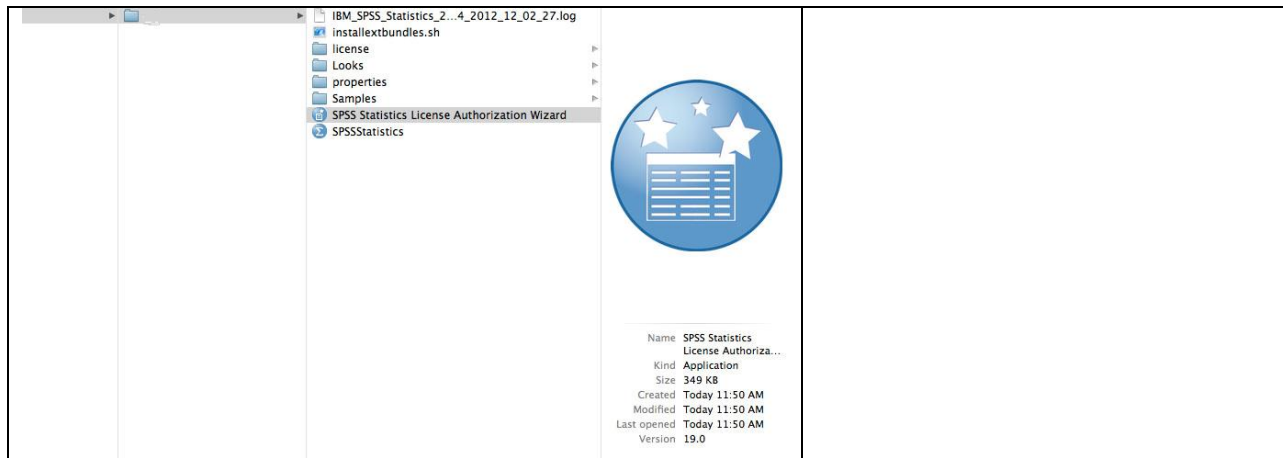 IBM_SPSS_Statistics_2...4_2012_12_02_27.log
installextbundles.sh
license
Looks
properties
Samples
SPSS Statistics License Authorization Wizard
SPSSStatistics
Name SPSS Statistics
License Authoriza...
Kind Application
Size 349 KB
Created Today 11:50 AM
Modified Today 11:50 AM
Last opened Today 11:50 AM
Version 19.0